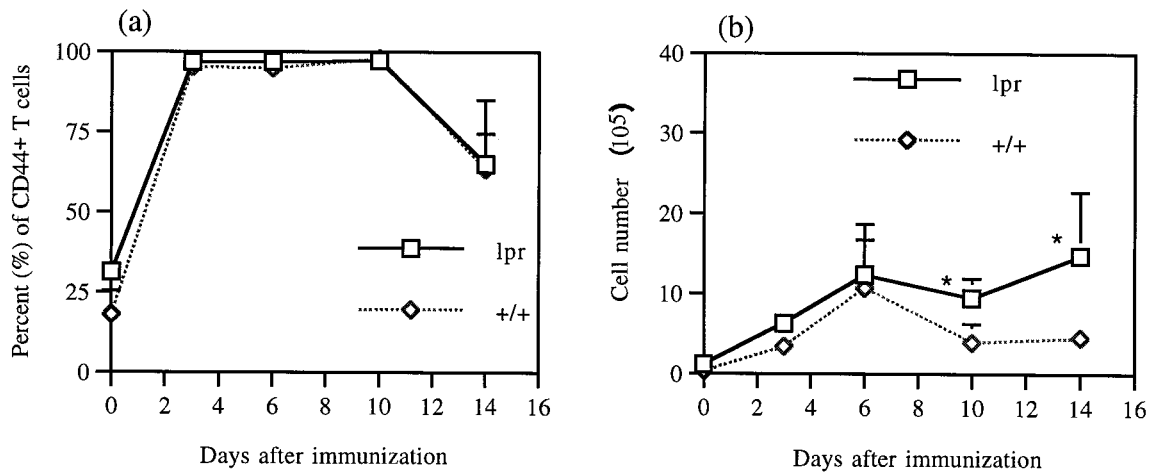 (a)
Percent (%) of CD44+ T cells
100
75
50
25
0
lpr
+/+
0 2 4 6 8 10 12 14 16
Days after immunization
(b)
Cell number (10⁵)
40
30
20
10
0
lpr
+/+
*
*
0 2 4 6 8 10 12 14 16
Days after immunization